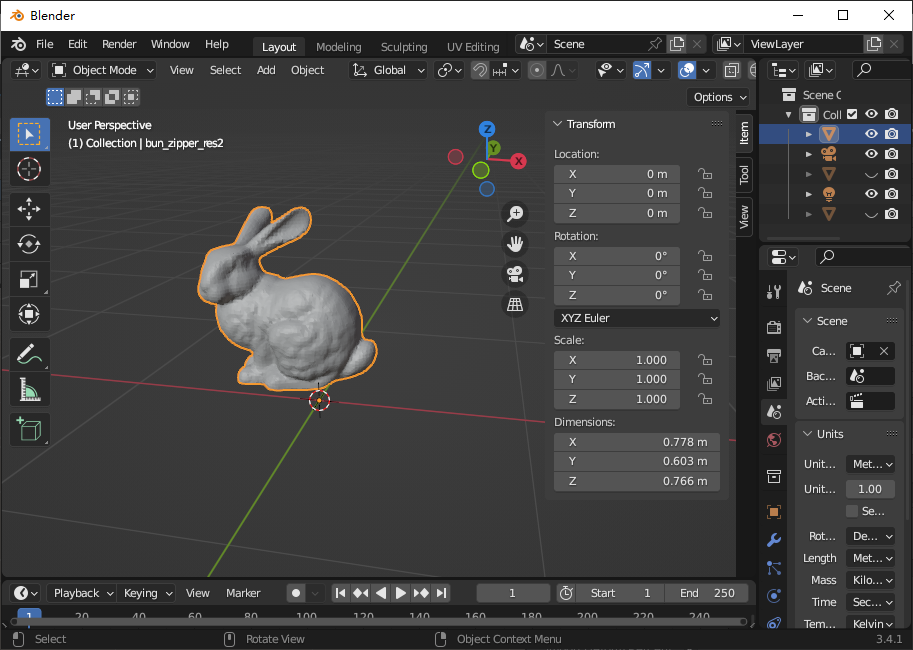 Blender
File Edit Render Window Help Layout Modeling Sculpting UV Editing Scene ViewLayer
Object Mode View Select Add Object Global
Options
User Perspective
(1) Collection | bun_zipper_res2
Z
Y
X
Transform
Location:
X 0 m
Y 0 m
Z 0 m
Rotation:
X 0°
Y 0°
Z 0°
XYZ Euler
Scale:
X 1.000
Y 1.000
Z 1.000
Dimensions:
X 0.778 m
Y 0.603 m
Z 0.766 m
Item
Tool
View
Scene C
Coll
Scene
Scene
Ca...
Bac...
Acti...
Units
Unit... Met...
Unit... 1.00
Se...
Rot... De...
Length Met...
Mass Kilo...
Time Sec...
Tem... Kelvin
Playback Keying View Marker 1 Start 1 End 250
1 20 40 60 80 100 120 140 160 180 200 220 240
Select Rotate View Object Context Menu 3.4.1